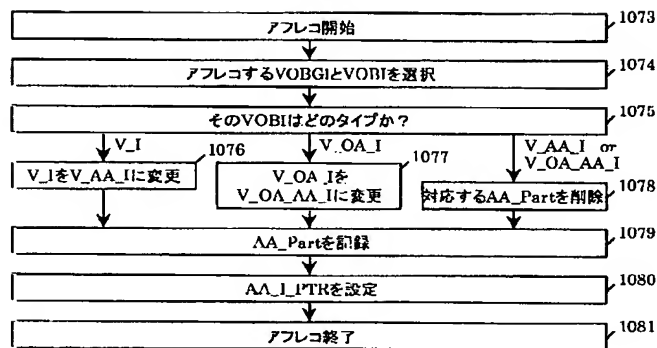 アフレコ開始
1073
アフレコするVOBGIとVOBIを選択
1074
そのVOBIはどのタイプか？
1075
V_I
V_OA_I
V_AA_I or
V_OA_AA_I
V_IをV_AA_Iに変更
1076
V_OA_Iを
V_OA_AA_Iに変更
1077
対応するAA_Partを削除
1078
AA_Partを記録
1079
AA_I_PTRを設定
1080
アフレコ終了
1081